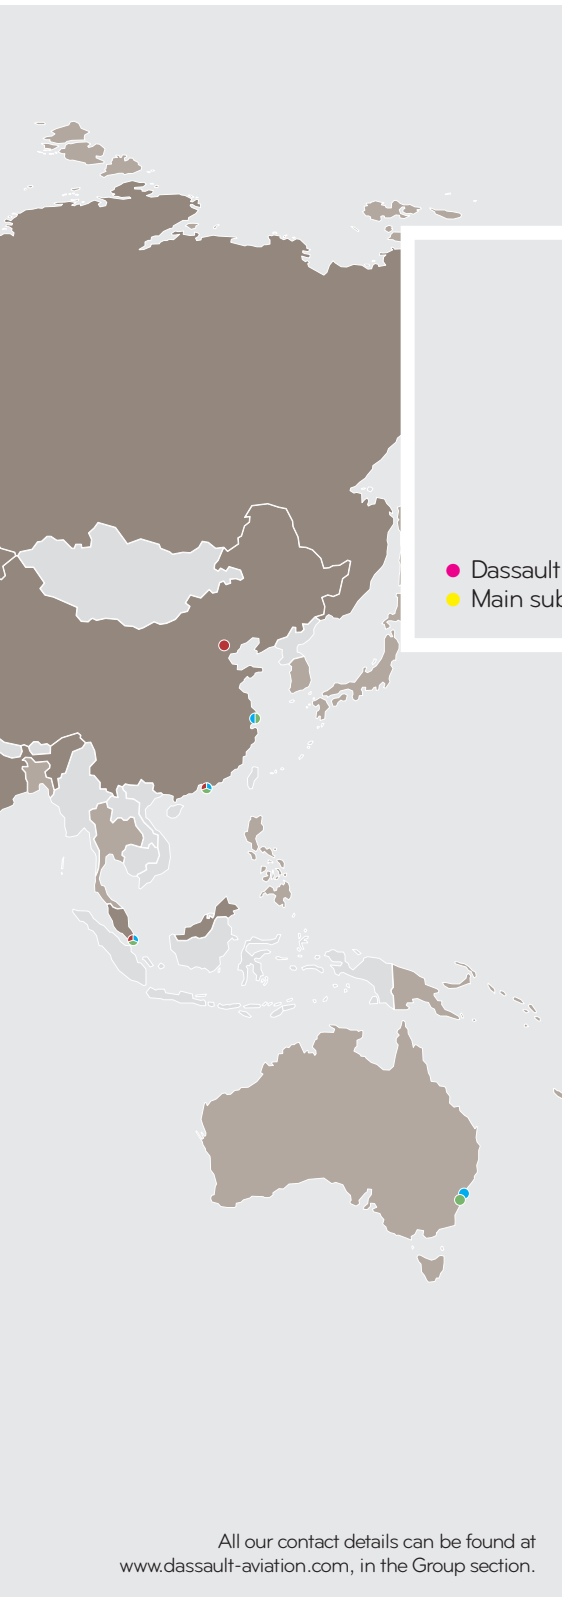 Dassault
Main sub
All our contact details can be found at
www.dassault-aviation.com, in the Group section.